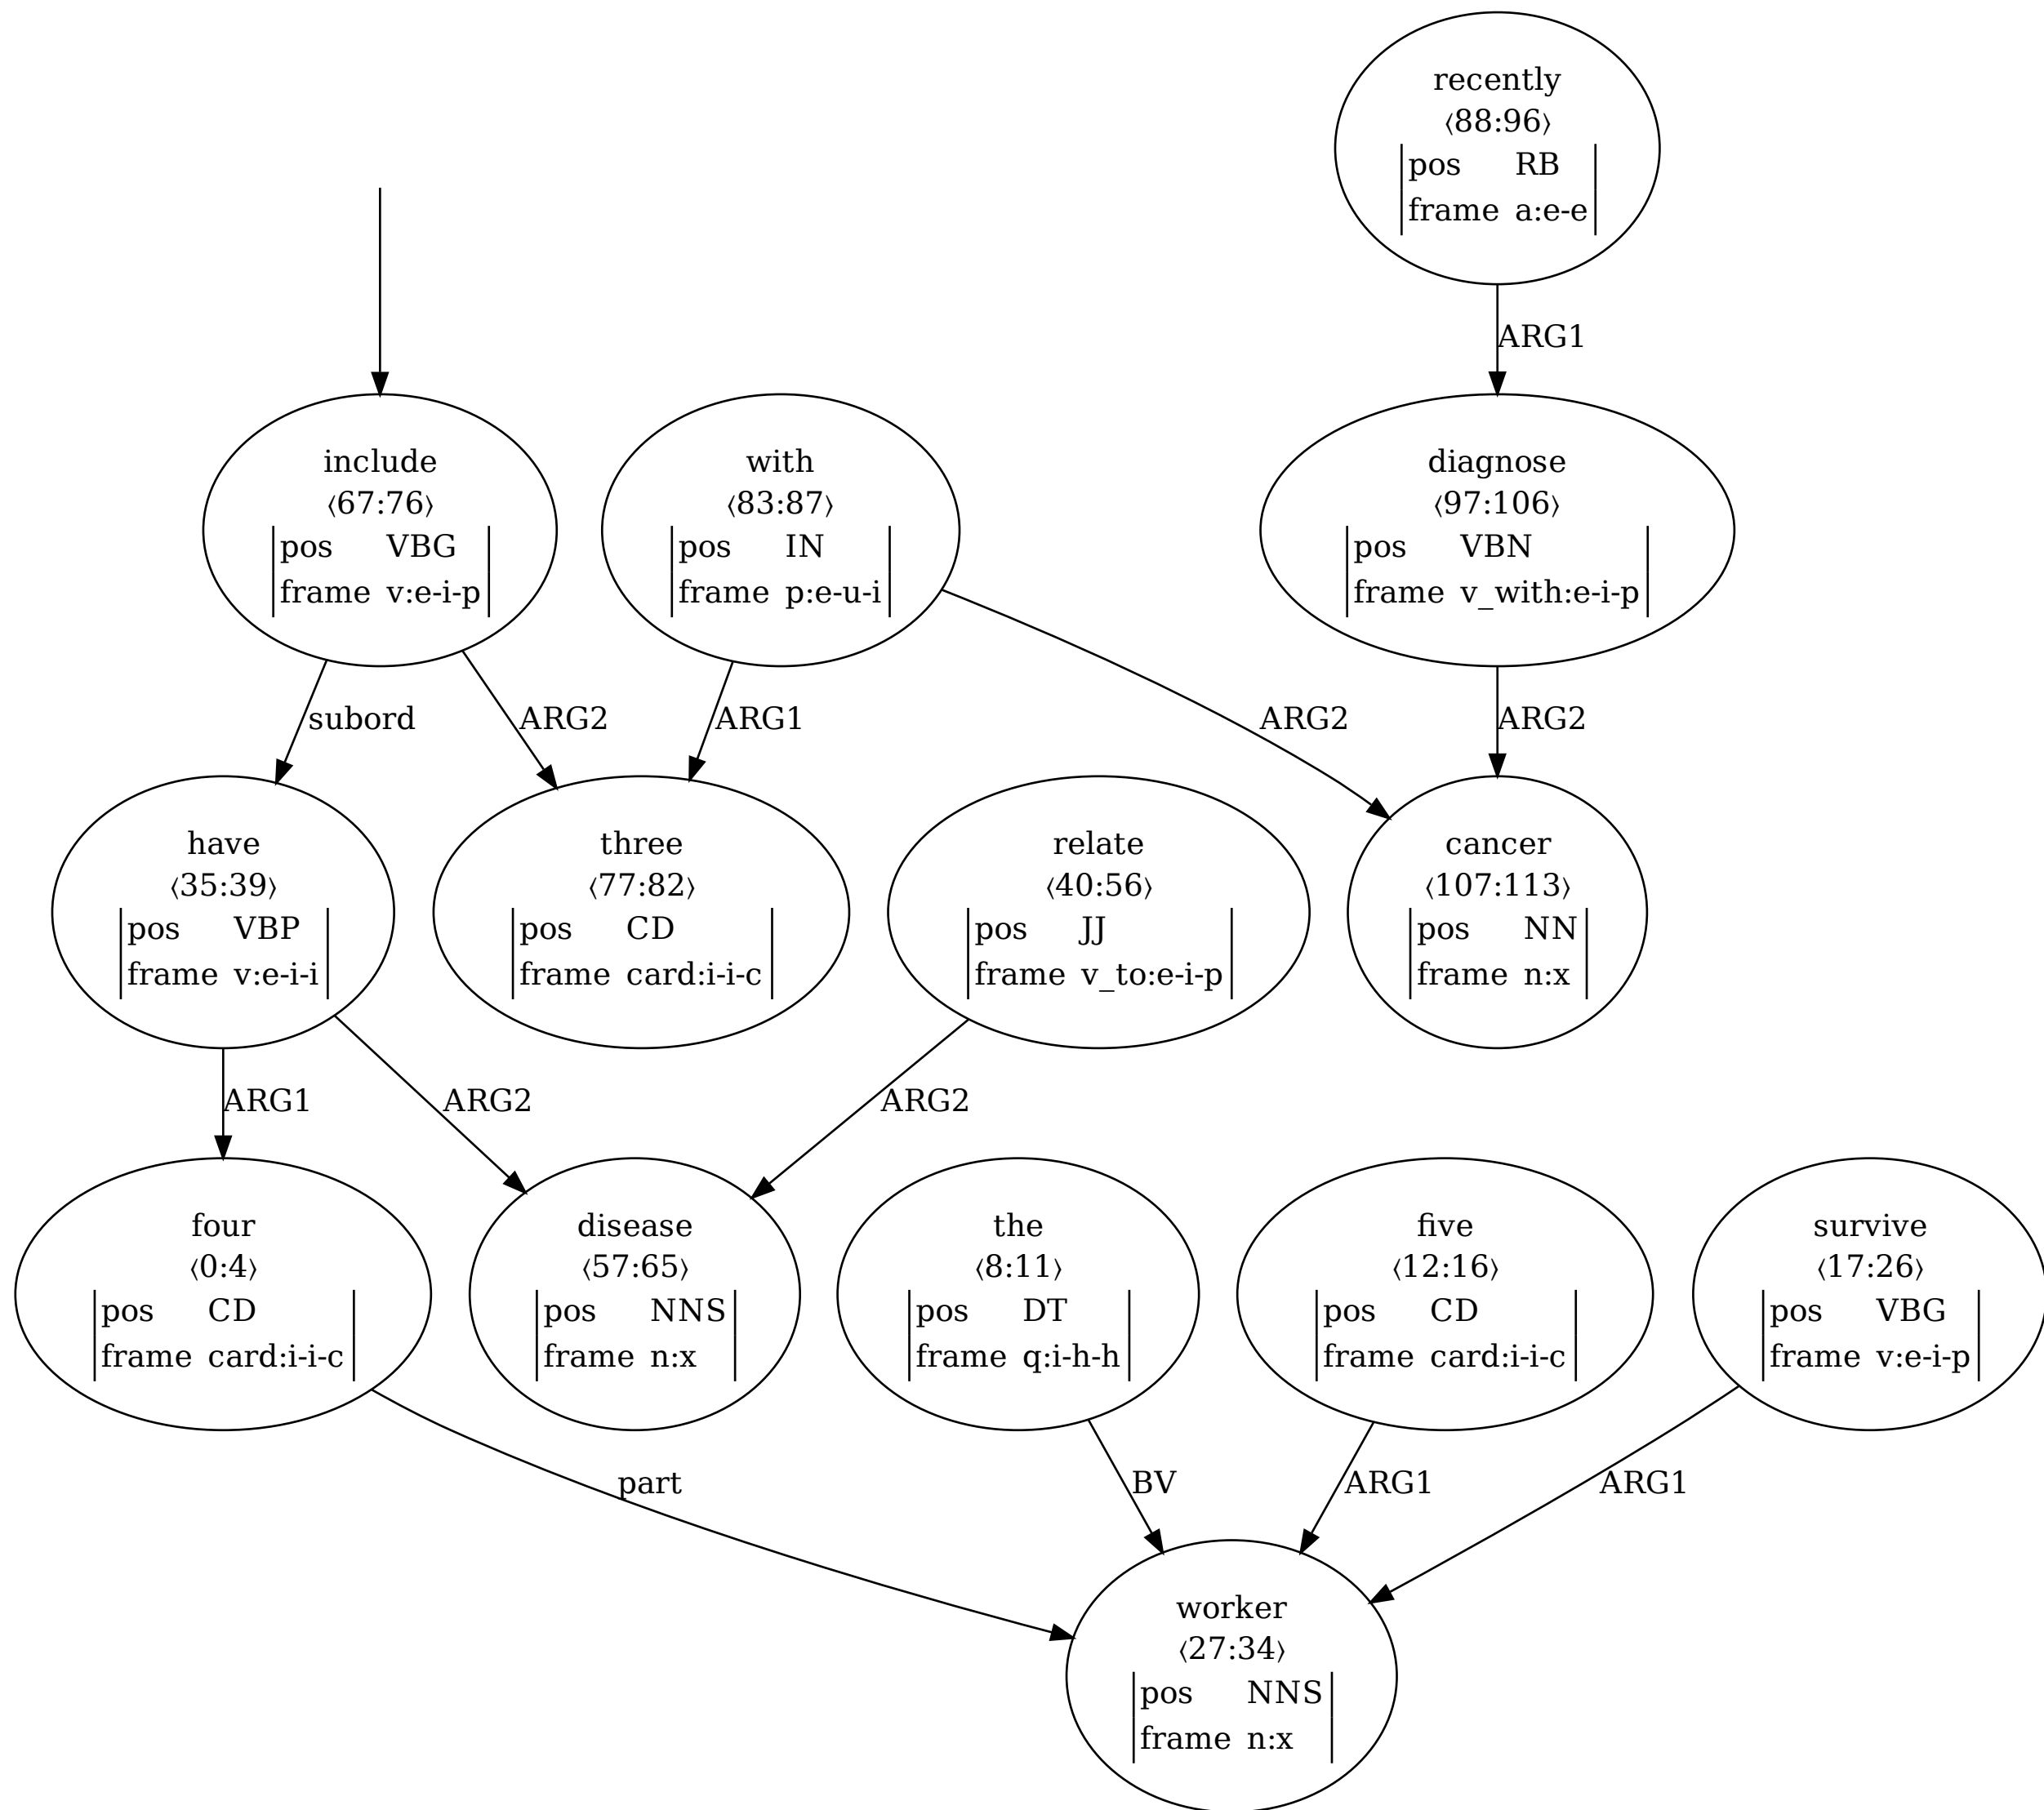 recently
⟨88:96⟩
pos RB
frame a:e-e
ARG1
include
⟨67:76⟩
pos VBG
frame v:e-i-p
with
⟨83:87⟩
pos IN
frame p:e-u-i
diagnose
⟨97:106⟩
pos VBN
frame v_with:e-i-p
subord
ARG2
ARG1
ARG2
ARG2
have
⟨35:39⟩
pos VBP
frame v:e-i-i
three
⟨77:82⟩
pos CD
frame card:i-i-c
relate
⟨40:56⟩
pos JJ
frame v_to:e-i-p
cancer
⟨107:113⟩
pos NN
frame n:x
ARG1
ARG2
ARG2
four
⟨0:4⟩
pos CD
frame card:i-i-c
disease
⟨57:65⟩
pos NNS
frame n:x
the
⟨8:11⟩
pos DT
frame q:i-h-h
five
⟨12:16⟩
pos CD
frame card:i-i-c
survive
⟨17:26⟩
pos VBG
frame v:e-i-p
part
BV
ARG1
ARG1
worker
⟨27:34⟩
pos NNS
frame n:x